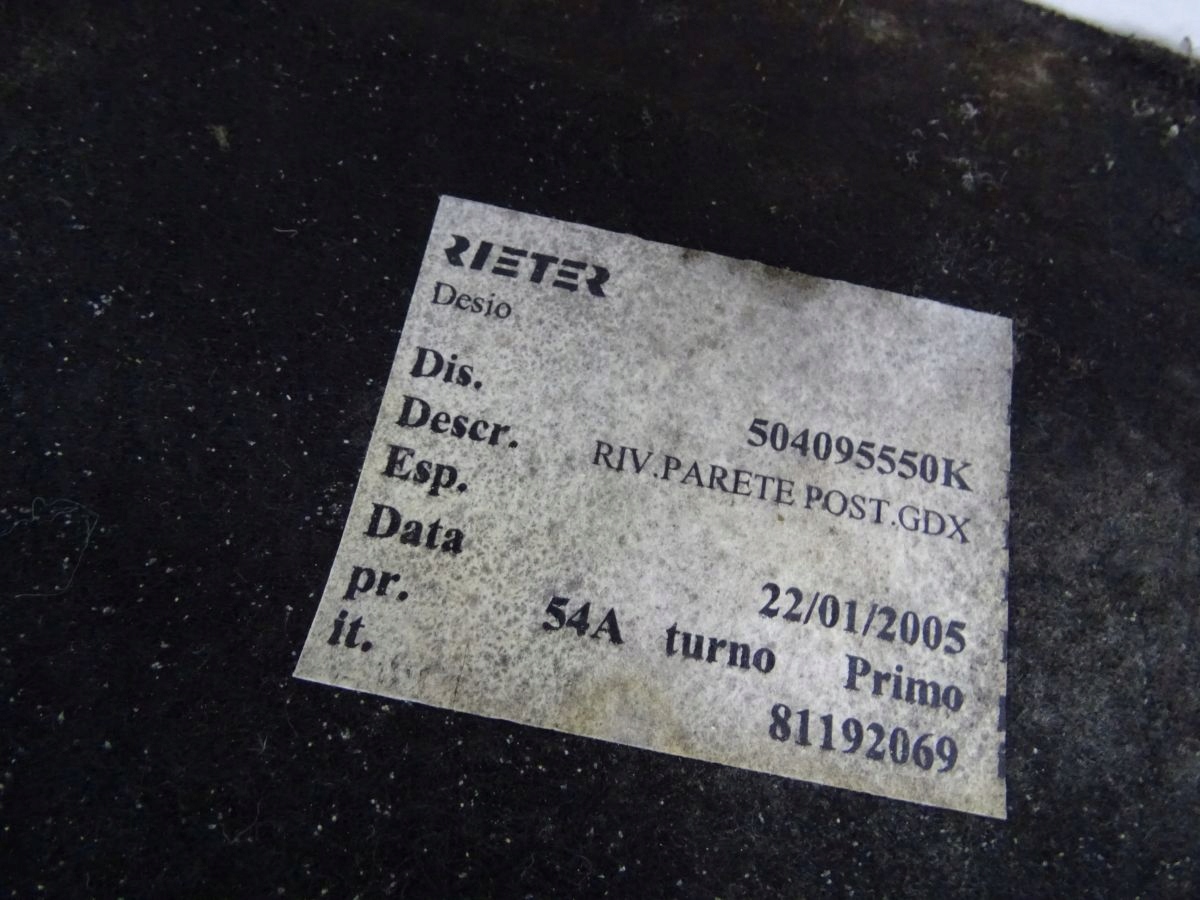 RIETER
Desio
Dis. 504095550K
Descr. RIV.PARETE POST.GDX
Esp.
Data 22/01/2005
pr. 54A turno Primo
it. 81192069